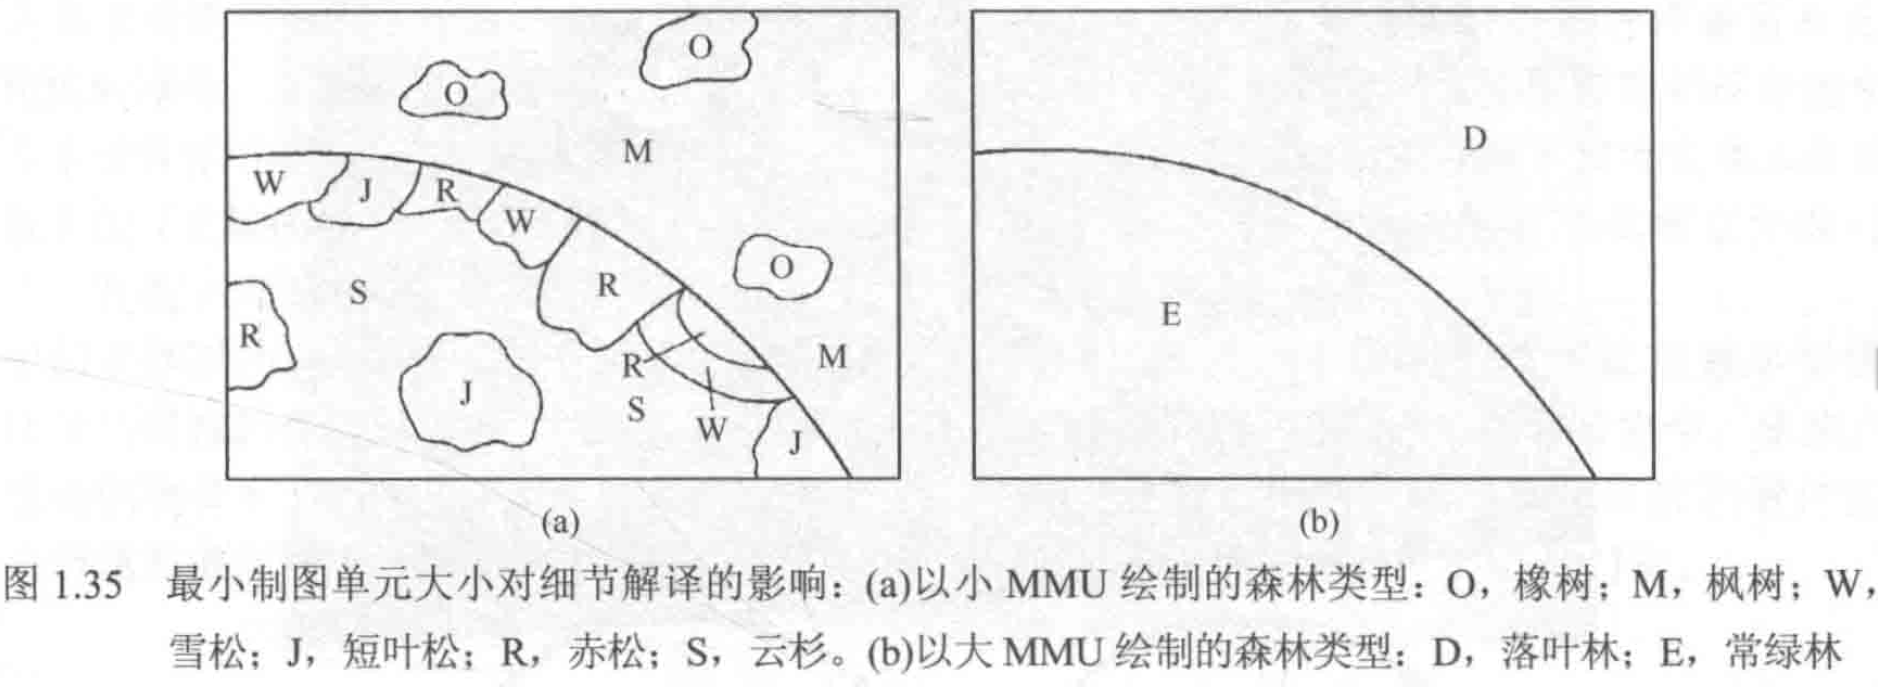 O
O
M
D
W J R W
O
S R E
R R M
J S W J
(a) (b)
图 1.35 最小制图单元大小对细节解译的影响：(a)以小 MMU 绘制的森林类型：O，橡树；M，枫树；W，
雪松；J，短叶松；R，赤松；S，云杉。(b)以大 MMU 绘制的森林类型：D，落叶林；E，常绿林